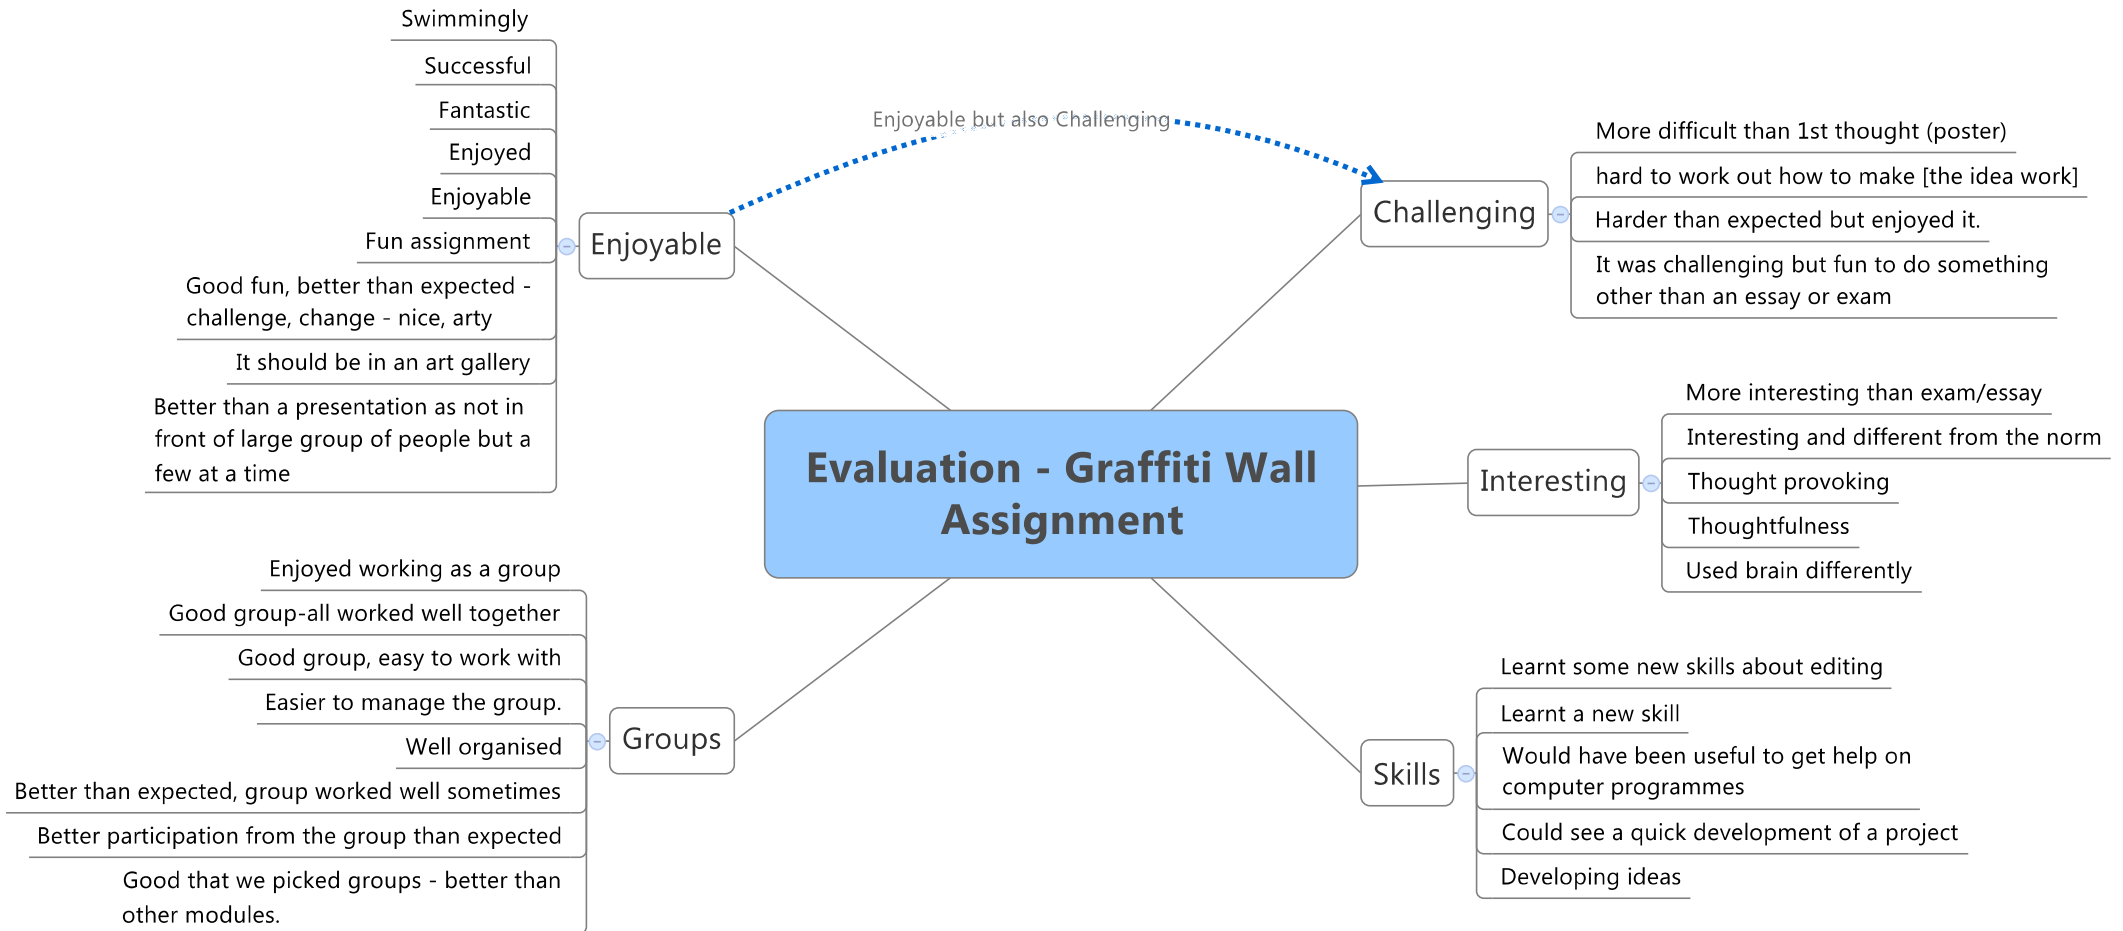 Swimmingly
Successful
Fantastic
Enjoyed
Enjoyable
Fun assignment
Good fun, better than expected -
challenge, change - nice, arty
It should be in an art gallery
Better than a presentation as not in
front of large group of people but a
few at a time
Enjoyable
Enjoyable but also Challenging
Challenging
More difficult than 1st thought (poster)
hard to work out how to make [the idea work]
Harder than expected but enjoyed it.
It was challenging but fun to do something
other than an essay or exam
Evaluation - Graffiti Wall
Assignment
Interesting
More interesting than exam/essay
Interesting and different from the norm
Thought provoking
Thoughtfulness
Used brain differently
Enjoyed working as a group
Good group-all worked well together
Good group, easy to work with
Easier to manage the group.
Well organised
Better than expected, group worked well sometimes
Better participation from the group than expected
Good that we picked groups - better than
other modules.
Groups
Skills
Learnt some new skills about editing
Learnt a new skill
Would have been useful to get help on
computer programmes
Could see a quick development of a project
Developing ideas